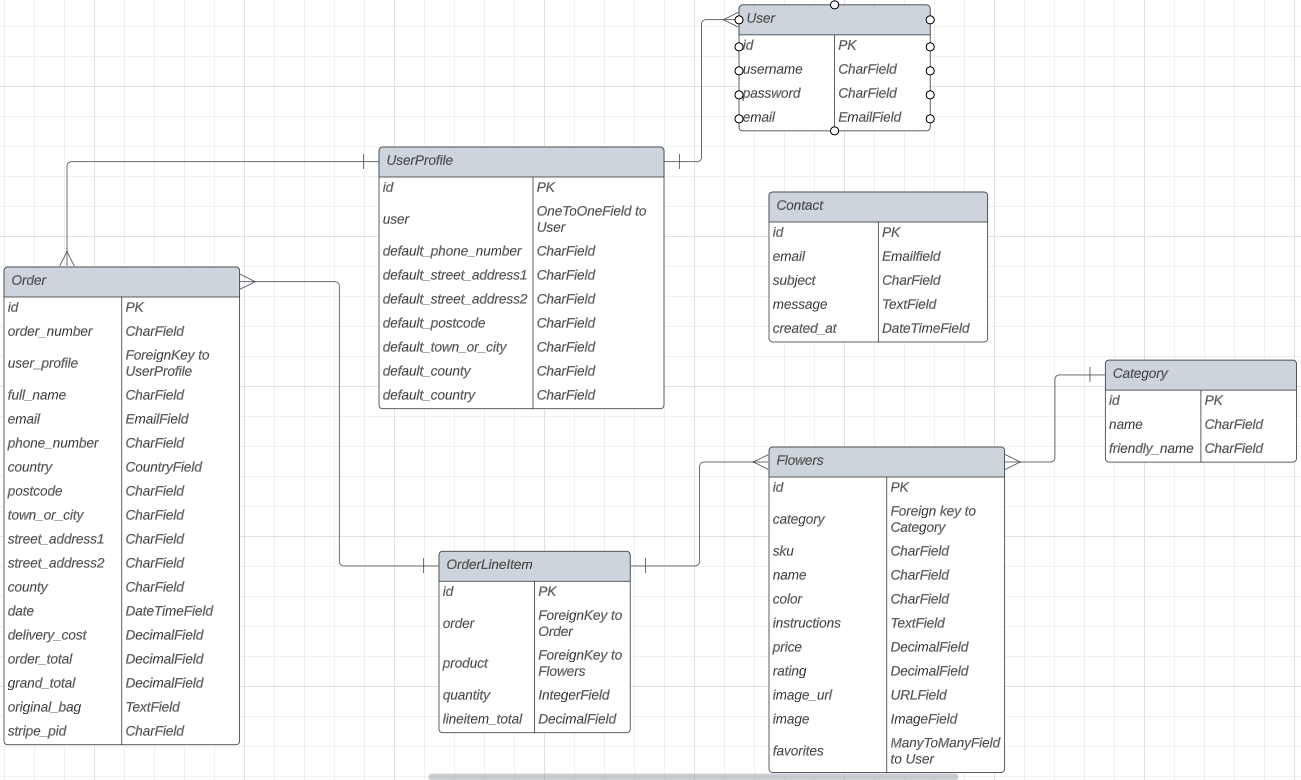 User
id PK
username CharField
password CharField
email EmailField
UserProfile
id PK
user OneToOneField to
User
default_phone_number CharField
default_street_address1 CharField
default_street_address2 CharField
default_postcode CharField
default_town_or_city CharField
default_county CharField
default_country CharField
Contact
id PK
email Emailfield
subject CharField
message TextField
created_at DateTimeField
Order
id PK
order_number CharField
user_profile ForeignKey to
UserProfile
full_name CharField
email EmailField
phone_number CharField
country CountryField
postcode CharField
town_or_city CharField
street_address1 CharField
street_address2 CharField
county CharField
date DateTimeField
delivery_cost DecimalField
order_total DecimalField
grand_total DecimalField
original_bag TextField
stripe_pid CharField
Category
id PK
name CharField
friendly_name CharField
Flowers
id PK
category Foreign key to
Category
sku CharField
name CharField
color CharField
instructions TextField
price DecimalField
rating DecimalField
image_url URLField
image ImageField
favorites ManyToManyField
to User
OrderLineItem
id PK
order ForeignKey to
Order
product ForeignKey to
Flowers
quantity IntegerField
lineitem_total DecimalField